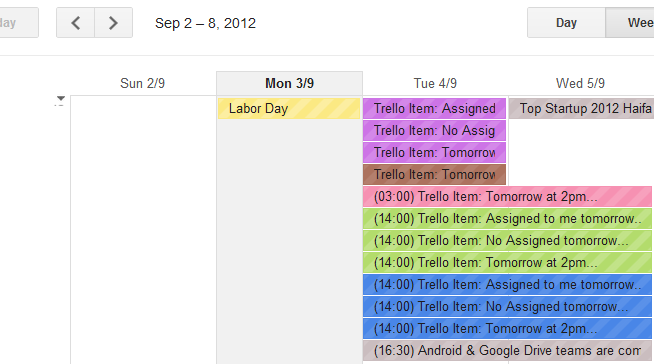 day
Sep 2 – 8, 2012
Day
Wee
Sun 2/9
Mon 3/9
Tue 4/9
Wed 5/9
Labor Day
Trello Item: Assigned
Top Startup 2012 Haifa
Trello Item: No Assig
Trello Item: Tomorrow
Trello Item: Tomorrow
(03:00) Trello Item: Tomorrow at 2pm...
(14:00) Trello Item: Assigned to me tomorrow..
(14:00) Trello Item: No Assigned tomorrow...
(14:00) Trello Item: Tomorrow at 2pm...
(14:00) Trello Item: Assigned to me tomorrow..
(14:00) Trello Item: No Assigned tomorrow...
(14:00) Trello Item: Tomorrow at 2pm...
(16:30) Android & Google Drive teams are com